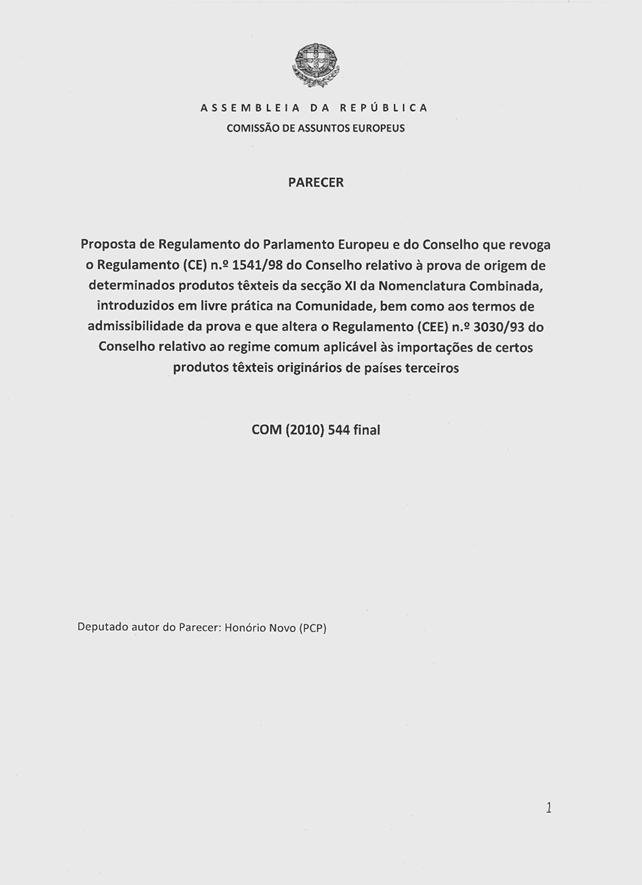 ASSEMBLEIA DA REPÚBLICA
COMISSÃO DE ASSUNTOS EUROPEUS
PARECER
Proposta de Regulamento do Parlamento Europeu e do Conselho que revoga
o Regulamento (CE) n.º 1541/98 do Conselho relativo à prova de origem de
determinados produtos têxteis da secção XI da Nomenclatura Combinada,
introduzidos em livre prática na Comunidade, bem como aos termos de
admissibilidade da prova e que altera o Regulamento (CEE) n.º 3030/93 do
Conselho relativo ao regime comum aplicável às importações de certos
produtos têxteis originários de países terceiros
COM (2010) 544 final
Deputado autor do Parecer: Honório Novo (PCP)
1